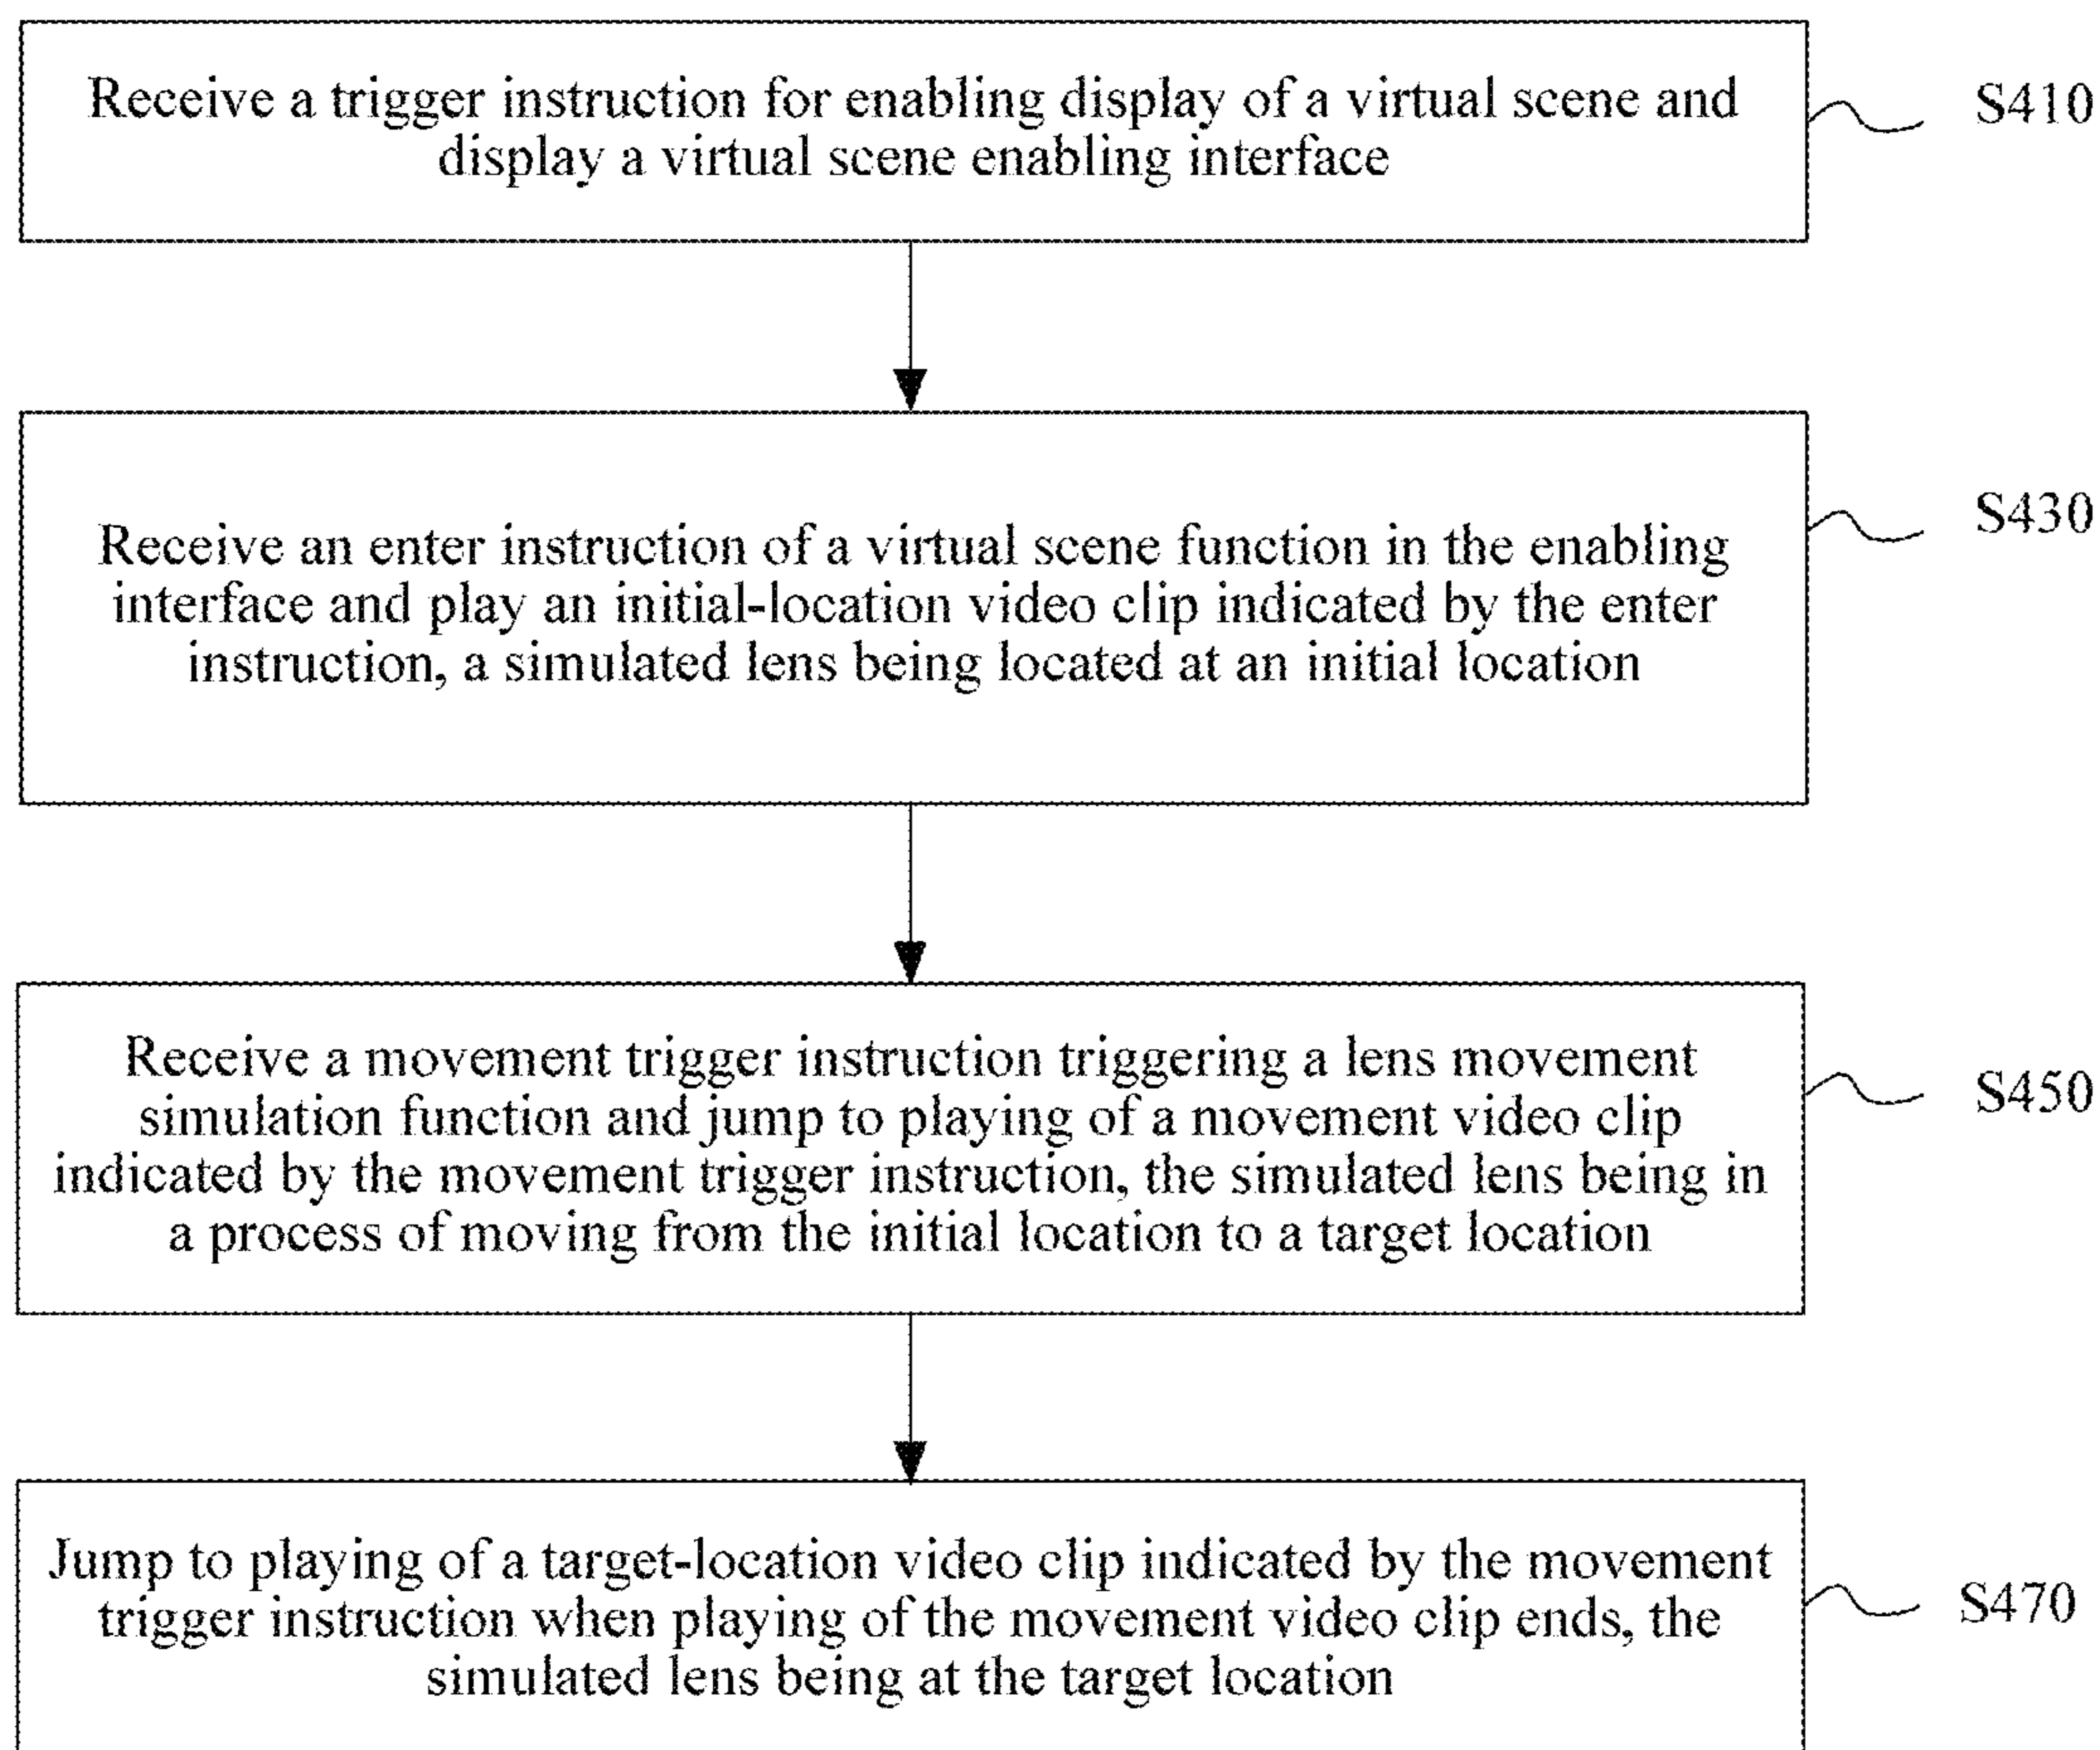 Receive a trigger instruction for enabling display of a virtual scene and
display a virtual scene enabling interface
S410
Receive an enter instruction of a virtual scene function in the enabling
interface and play an initial-location video clip indicated by the enter
instruction, a simulated lens being located at an initial location
S430
Receive a movement trigger instruction triggering a lens movement
simulation function and jump to playing of a movement video clip
indicated by the movement trigger instruction, the simulated lens being in
a process of moving from the initial location to a target location
S450
Jump to playing of a target-location video clip indicated by the movement
trigger instruction when playing of the movement video clip ends, the
simulated lens being at the target location
S470